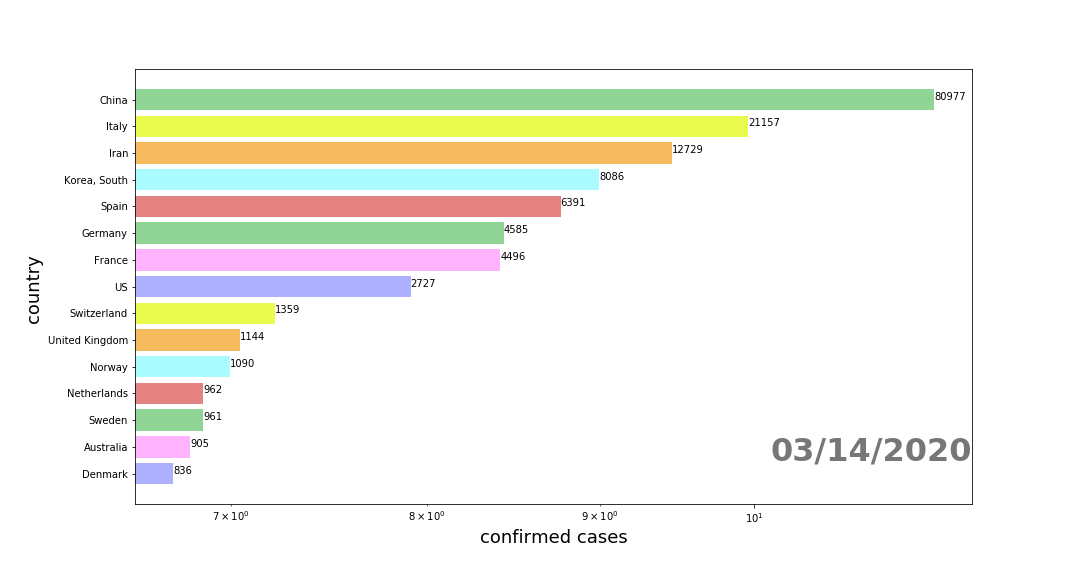 China 80977
Italy 21157
Iran 12729
Korea, South 8086
Spain 6391
Germany 4585
France 4496
US 2727
Switzerland 1359
United Kingdom 1144
Norway 1090
Netherlands 962
Sweden 961
Australia 905
Denmark 836
03/14/2020
7 × 10⁰ 8 × 10⁰ 9 × 10⁰ 10¹
confirmed cases
country